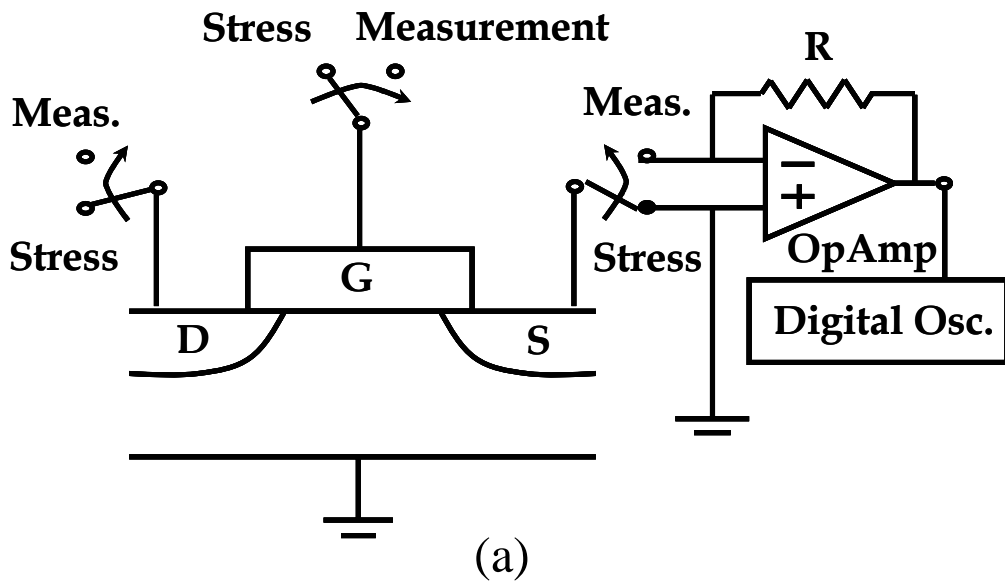 Stress Measurement
R
Meas.
Meas.
Stress
Stress
G
D
S
−
+
OpAmp
Digital Osc.
(a)